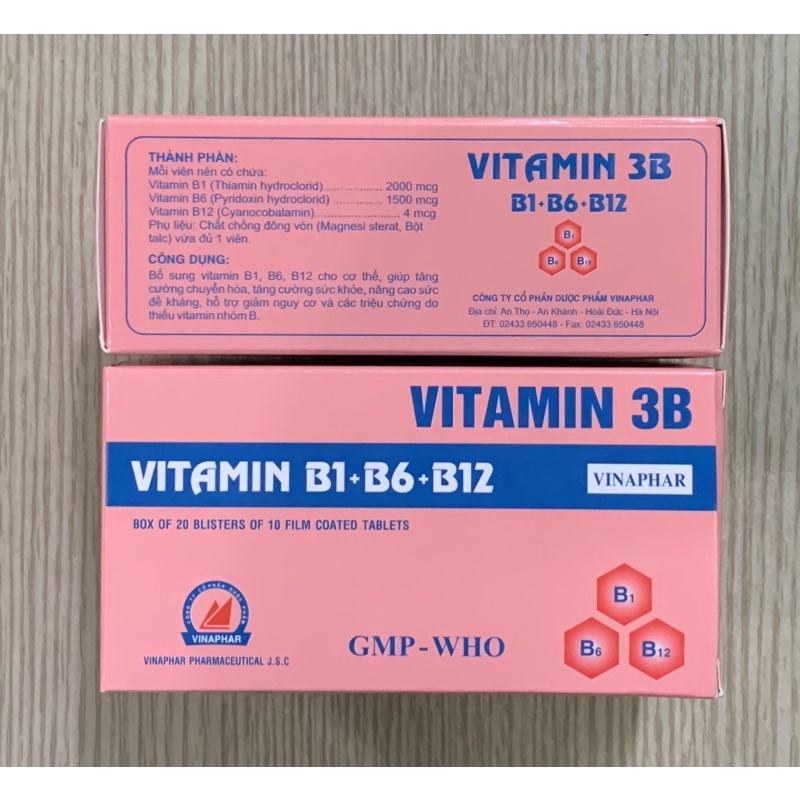 THÀNH PHẦN:
Mỗi viên nén có chứa:
Vitamin B1 (Thiamin hydroclorid)..................... 2000 mcg
Vitamin B6 (Pyridoxin hydroclorid)................... 1500 mcg
Vitamin B12 (Cyanocobalamin)........................ 4 mcg
Phụ liệu: Chất chống đông vón (Magnesi sterat, Bột
talc) vừa đủ 1 viên.
CÔNG DỤNG:
Bổ sung vitamin B1, B6, B12 cho cơ thể, giúp tăng
cường chuyển hóa, tăng cường sức khỏe, nâng cao sức
đề kháng, hỗ trợ giảm nguy cơ và các triệu chứng do
thiếu vitamin nhóm B.
VITAMIN 3B
B1+B6+B12
B1
B6 B12
CÔNG TY CỔ PHẦN DƯỢC PHẨM VINAPHAR
Địa chỉ: An Thọ - An Khánh - Hoài Đức - Hà Nội
ĐT: 02433.650448 - Fax: 02433.650448
VITAMIN 3B
VITAMIN B1+B6+B12
VINAPHAR
BOX OF 20 BLISTERS OF 10 FILM COATED TABLETS
CÔNG TY CỔ PHẦN DƯỢC PHẨM
VINAPHAR
VINAPHAR PHARMACEUTICAL J.S.C
GMP-WHO
B1
B6 B12